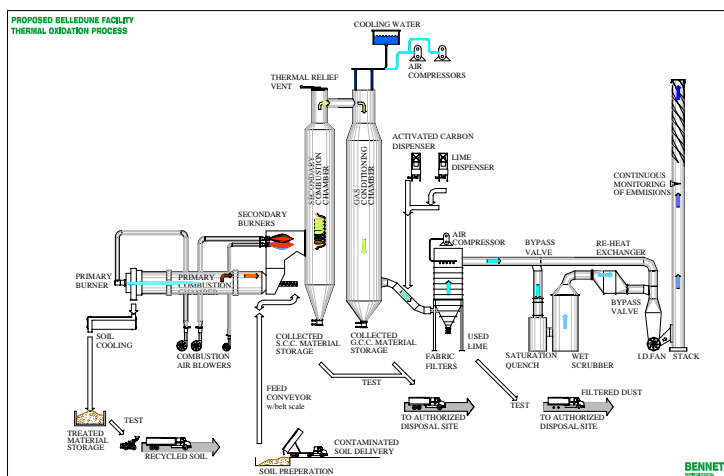 PROPOSED BELLEDUNE FACILITY
THERMAL OXIDATION PROCESS
COOLING WATER
AIR
COMPRESSORS
THERMAL RELIEF
VENT
ACTIVATED CARBON
DISPENSER
LIME
DISPENSER
SECONDARY
COMBUSTION
CHAMBER
GAS
CONDITIONING
CHAMBER
CONTINUOUS
MONITORING
OF EMMISIONS
SECONDARY
BURNERS
AIR
COMPRESSOR
BYPASS
VALVE
RE-HEAT
EXCHANGER
PRIMARY
BURNER
PRIMARY
COMBUSTION
BYPASS
VALVE
SOIL
COOLING
COMBUSTION
AIR BLOWERS
COLLECTED
S.C.C. MATERIAL
STORAGE
COLLECTED
G.C.C. MATERIAL
STORAGE
FABRIC
FILTERS
USED
LIME
SATURATION
QUENCH
WET
SCRUBBER
I.D.FAN
STACK
FEED
CONVEYOR
w/belt scale
TEST
TEST
FILTERED DUST
TO AUTHORIZED
DISPOSAL SITE
TO AUTHORIZED
DISPOSAL SITE
TREATED
MATERIAL
STORAGE
TEST
RECYCLED SOIL
CONTAMINATED
SOIL DELIVERY
SOIL PREPERATION
BENNET